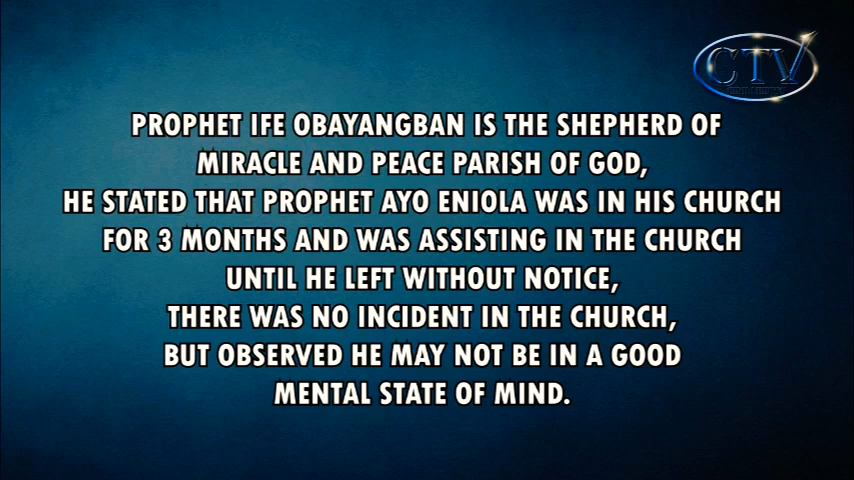 CTV
PROPHET IFE OBAYANGBAN IS THE SHEPHERD OF
MIRACLE AND PEACE PARISH OF GOD,
HE STATED THAT PROPHET AYO ENIOLA WAS IN HIS CHURCH
FOR 3 MONTHS AND WAS ASSISTING IN THE CHURCH
UNTIL HE LEFT WITHOUT NOTICE,
THERE WAS NO INCIDENT IN THE CHURCH,
BUT OBSERVED HE MAY NOT BE IN A GOOD
MENTAL STATE OF MIND.